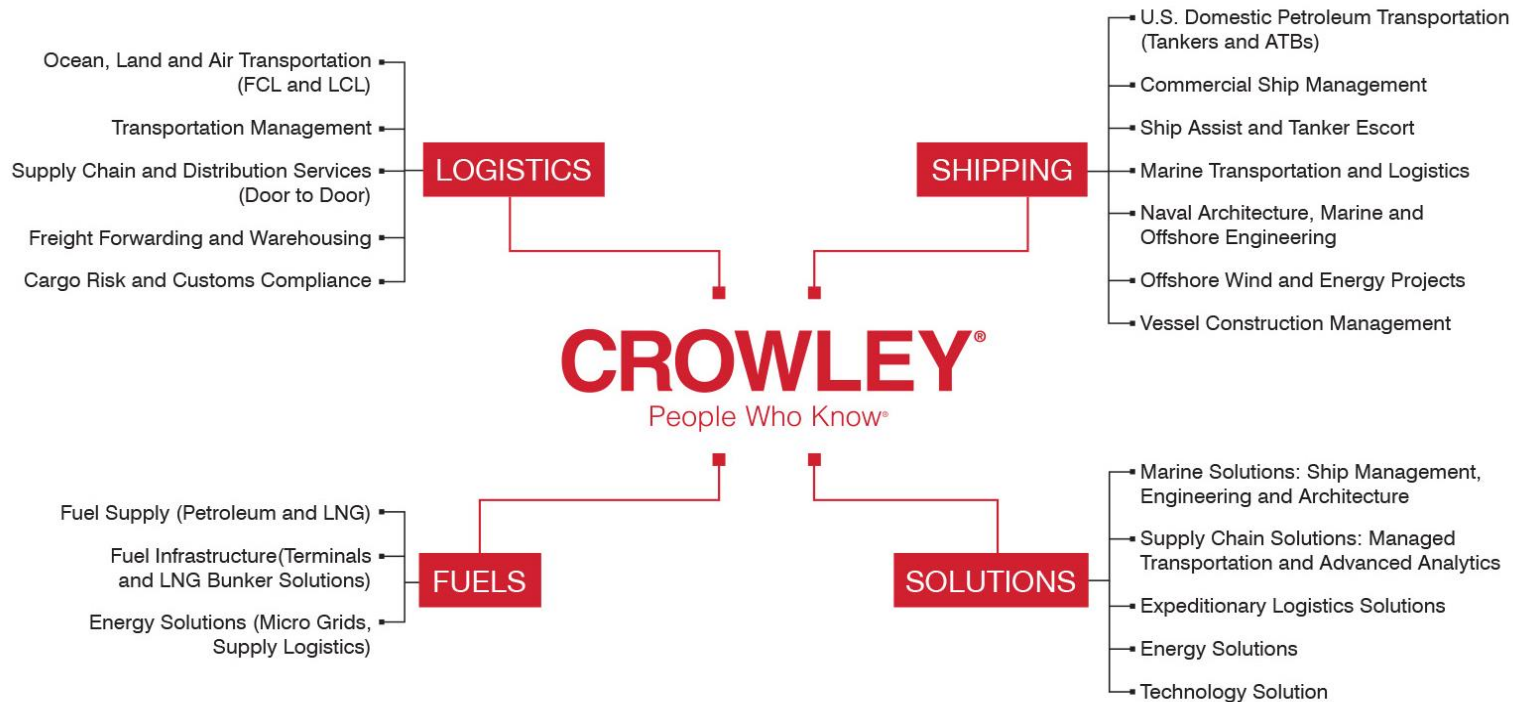 Ocean, Land and Air Transportation
(FCL and LCL)
Transportation Management
Supply Chain and Distribution Services
(Door to Door)
Freight Forwarding and Warehousing
Cargo Risk and Customs Compliance
LOGISTICS
SHIPPING
U.S. Domestic Petroleum Transportation
(Tankers and ATBs)
Commercial Ship Management
Ship Assist and Tanker Escort
Marine Transportation and Logistics
Naval Architecture, Marine and
Offshore Engineering
Offshore Wind and Energy Projects
Vessel Construction Management
CROWLEY®
People Who Know®
Fuel Supply (Petroleum and LNG)
Fuel Infrastructure(Terminals
and LNG Bunker Solutions)
Energy Solutions (Micro Grids,
Supply Logistics)
FUELS
SOLUTIONS
Marine Solutions: Ship Management,
Engineering and Architecture
Supply Chain Solutions: Managed
Transportation and Advanced Analytics
Expeditionary Logistics Solutions
Energy Solutions
Technology Solution